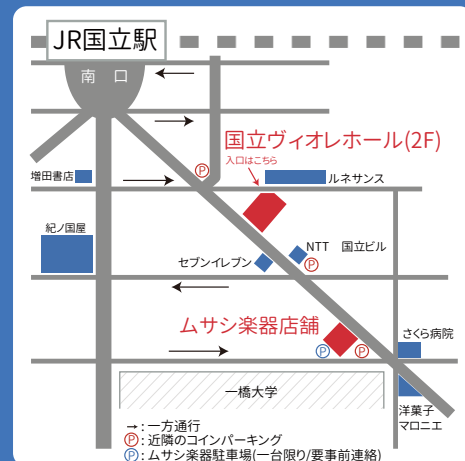 JR国立駅
南 口
国立ヴィオレホール(2F)
入口はこちら
Ⓟ
増田書店
ルネサンス
紀ノ国屋
NTT 国立ビル
セブンイレブン
Ⓟ
ムサシ楽器店舗
Ⓟ
Ⓟ
さくら病院
一橋大学
洋菓子
マロニエ
→：一方通行
Ⓟ：近隣のコインパーキング
Ⓟ：ムサシ楽器駐車場(一台限り/要事前連絡)